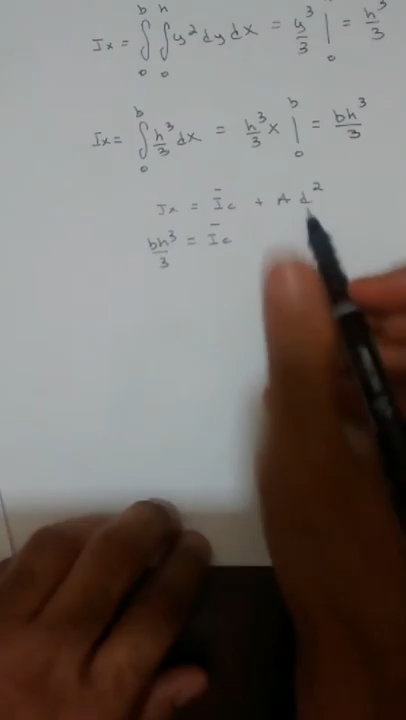 Ix = ∫₀ᵇ ∫₀ʰ y² dy dx = y³/3 |₀ = h³/3
Ix = ∫₀ᵇ h³/3 dx = h³/3 x |₀ᵇ = bh³/3
Ix = Īc + A d²
bh³/3 = Īc